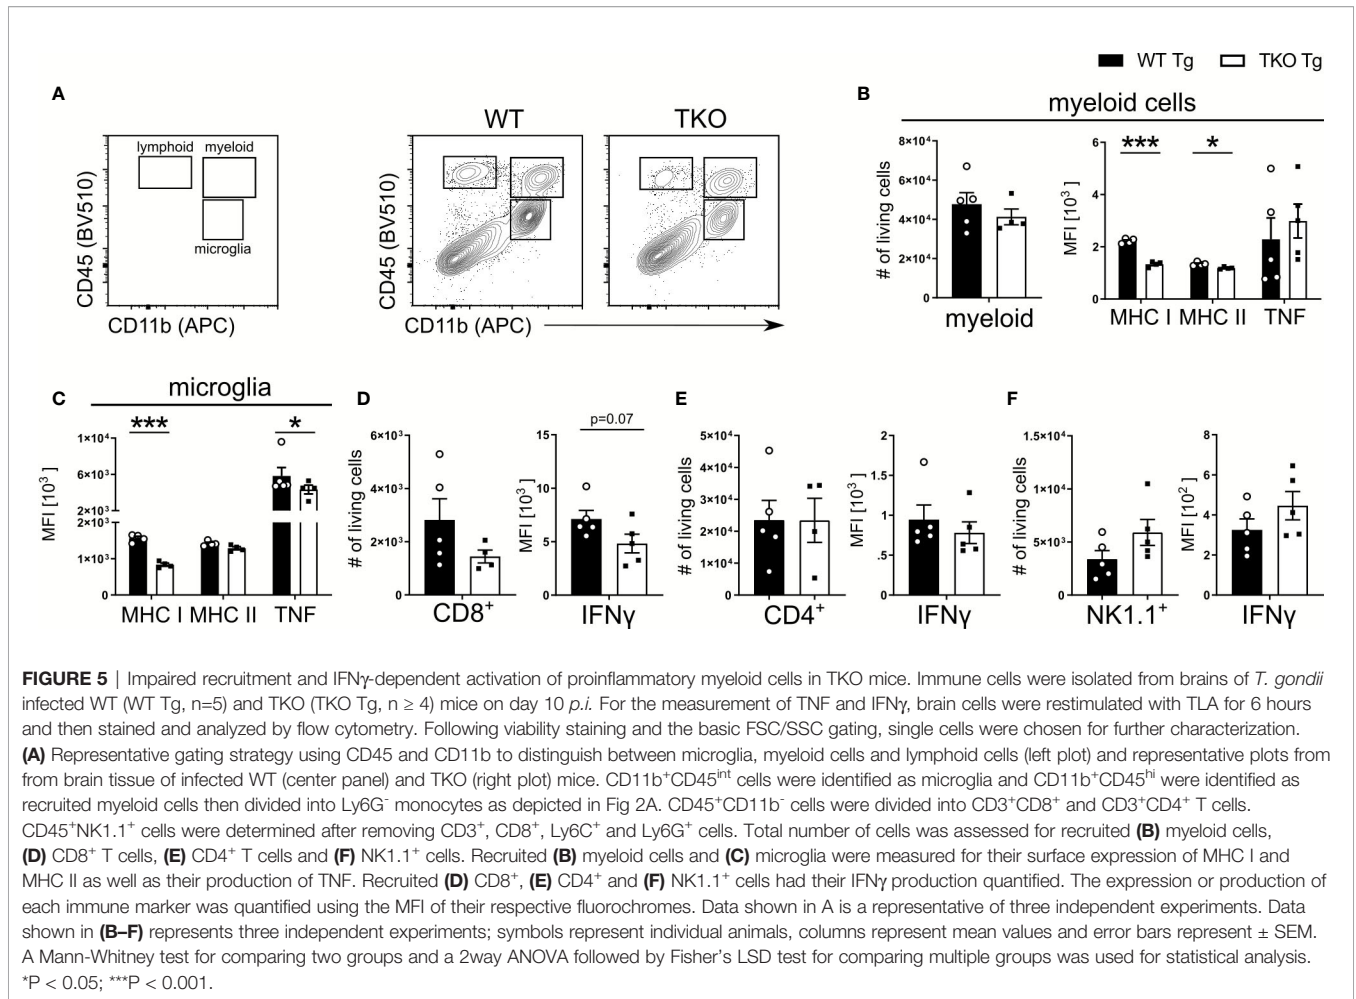 WT Tg TKO Tg
A
WT TKO
lymphoid myeloid
microglia
CD45 (BV510)
CD11b (APC)
CD45 (BV510)
CD11b (APC)
B
myeloid cells
# of living cells
8×10⁴
6×10⁴
4×10⁴
2×10⁴
0
myeloid
MFI [10³ ]
6
4
2
0
*** *
MHC I MHC II TNF
C
microglia
MFI [10³ ]
1×10⁴
6×10³
2×10³
2×10³
1×10³
0
*** *
MHC I MHC II TNF
D
# of living cells
6×10³
4×10³
2×10³
0
CD8⁺
MFI [10³ ]
15
10
5
0
p=0.07
IFNγ
E
# of living cells
5×10⁴
4×10⁴
3×10⁴
2×10⁴
1×10⁴
0
CD4⁺
MFI [10³ ]
2
1.5
1
0.5
0
IFNγ
F
# of living cells
1.5×10⁴
1×10⁴
5×10³
0
NK1.1⁺
MFI [10² ]
8
6
4
2
0
IFNγ
FIGURE 5 | Impaired recruitment and IFNγ-dependent activation of proinflammatory myeloid cells in TKO mice. Immune cells were isolated from brains of T. gondii
infected WT (WT Tg, n=5) and TKO (TKO Tg, n ≥ 4) mice on day 10 p.i. For the measurement of TNF and IFNγ, brain cells were restimulated with TLA for 6 hours
and then stained and analyzed by flow cytometry. Following viability staining and the basic FSC/SSC gating, single cells were chosen for further characterization.
(A) Representative gating strategy using CD45 and CD11b to distinguish between microglia, myeloid cells and lymphoid cells (left plot) and representative plots from
from brain tissue of infected WT (center panel) and TKO (right plot) mice. CD11b⁺CD45ⁱⁿᵗ cells were identified as microglia and CD11b⁺CD45ʰⁱ were identified as
recruited myeloid cells then divided into Ly6G⁻ monocytes as depicted in Fig 2A. CD45⁺CD11b⁻ cells were divided into CD3⁺CD8⁺ and CD3⁺CD4⁺ T cells.
CD45⁺NK1.1⁺ cells were determined after removing CD3⁺, CD8⁺, Ly6C⁺ and Ly6G⁺ cells. Total number of cells was assessed for recruited (B) myeloid cells,
(D) CD8⁺ T cells, (E) CD4⁺ T cells and (F) NK1.1⁺ cells. Recruited (B) myeloid cells and (C) microglia were measured for their surface expression of MHC I and
MHC II as well as their production of TNF. Recruited (D) CD8⁺, (E) CD4⁺ and (F) NK1.1⁺ cells had their IFNγ production quantified. The expression or production of
each immune marker was quantified using the MFI of their respective fluorochromes. Data shown in A is a representative of three independent experiments. Data
shown in (B–F) represents three independent experiments; symbols represent individual animals, columns represent mean values and error bars represent ± SEM.
A Mann-Whitney test for comparing two groups and a 2way ANOVA followed by Fisher's LSD test for comparing multiple groups was used for statistical analysis.
*P < 0.05; ***P < 0.001.